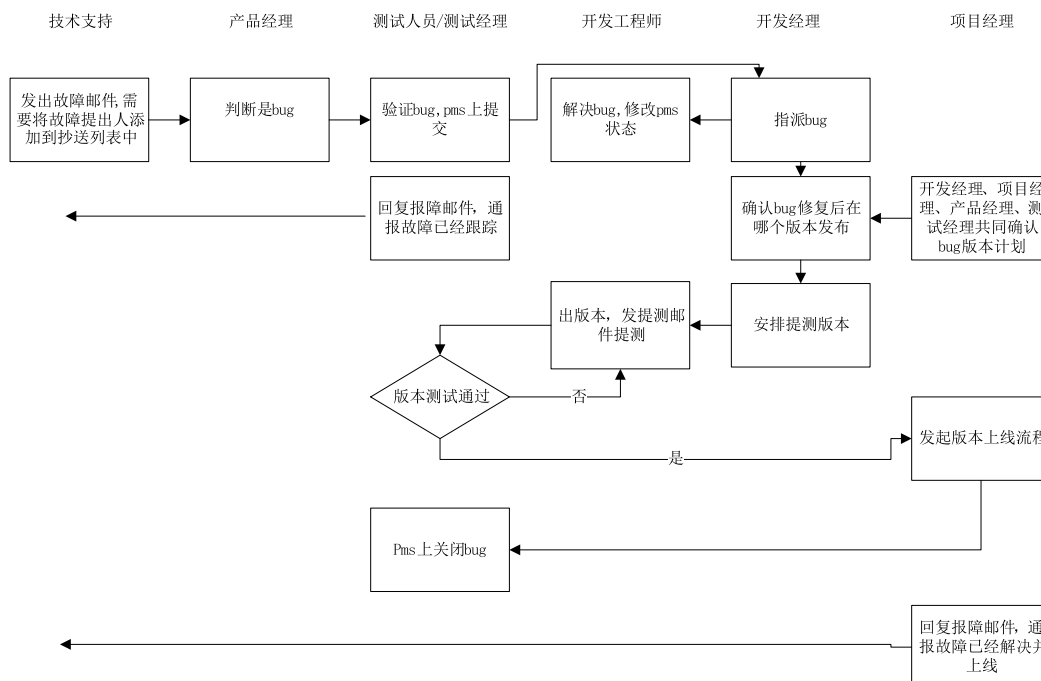 技术支持
产品经理
测试人员/测试经理
开发工程师
开发经理
项目经理
发出故障邮件,需
要将故障提出人添
加到抄送列表中
判断是bug
验证bug,pms上提
交
解决bug,修改pms
状态
指派bug
回复报障邮件，通
报故障已经跟踪
确认bug修复后在
哪个版本发布
开发经理、项目经
理、产品经理、测
试经理共同确认
bug版本计划
出版本，发提测邮
件提测
安排提测版本
版本测试通过
否
发起版本上线流程
是
Pms上关闭bug
回复报障邮件，通
报故障已经解决并
上线